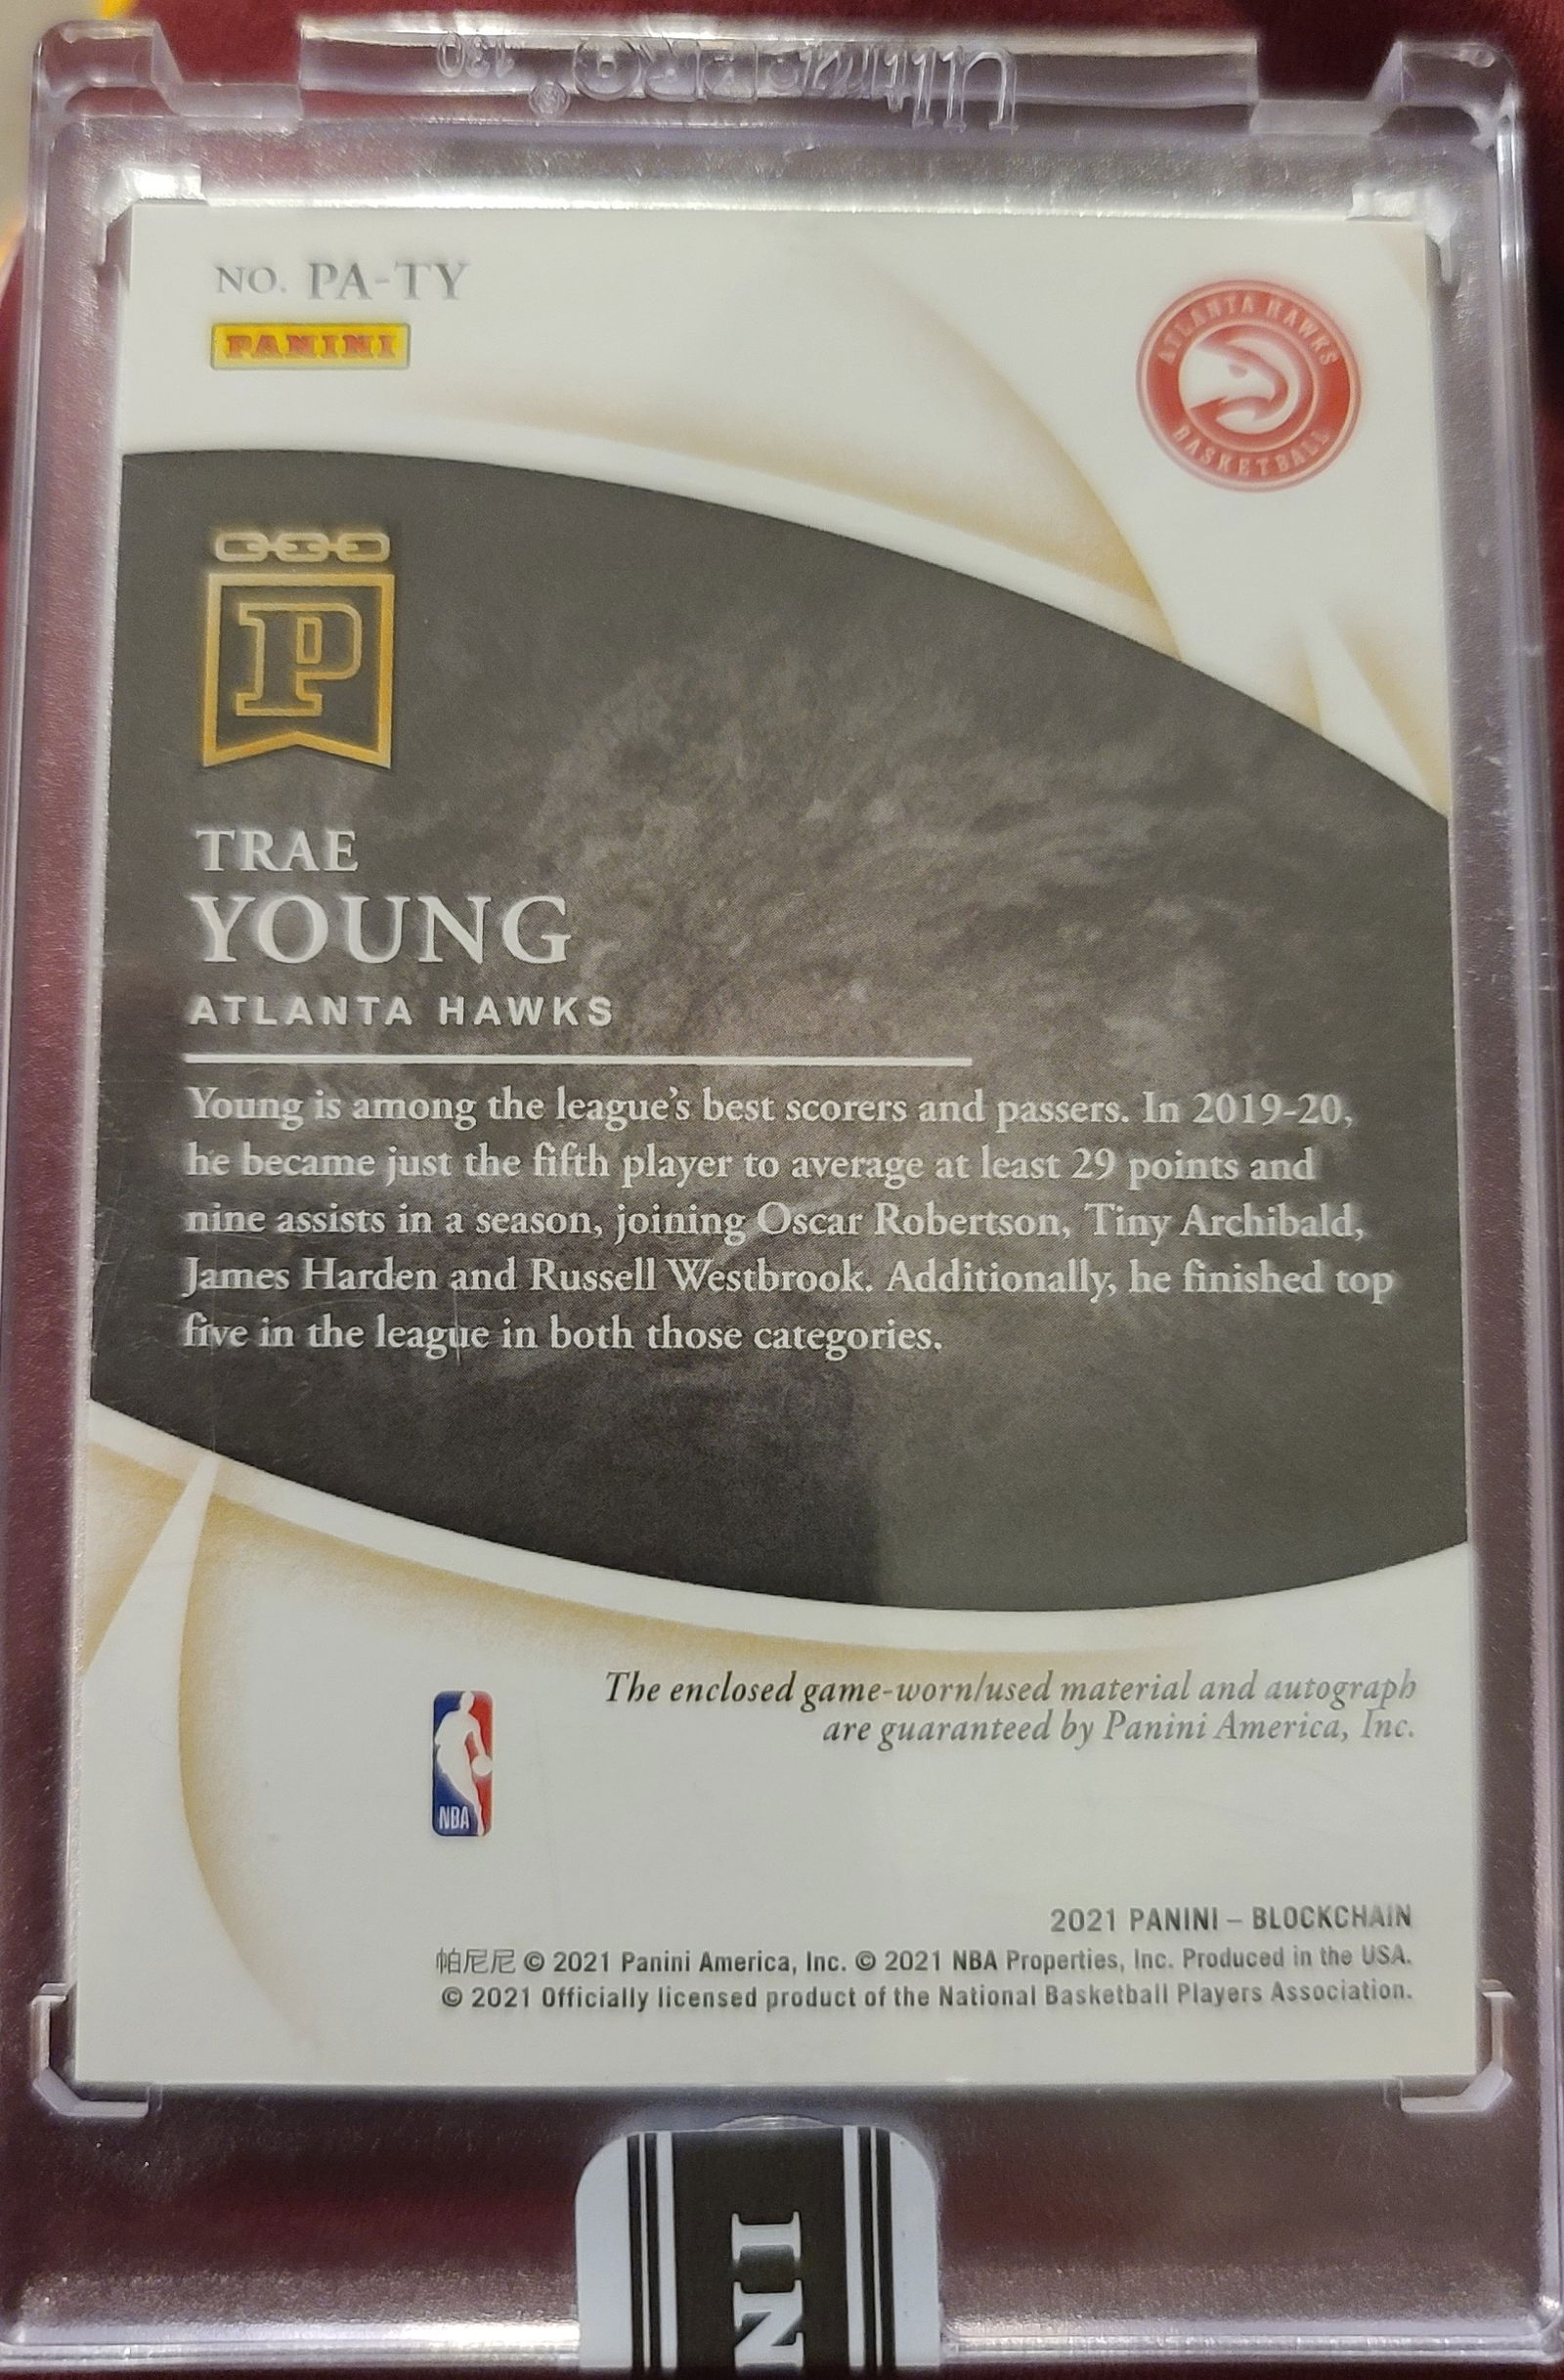 UltraPRO® 130
NO. PA-TY
PANINI
ATLANTA HAWKS
BASKETBALL
P
TRAE
YOUNG
ATLANTA HAWKS
Young is among the league's best scorers and passers. In 2019-20,
he became just the fifth player to average at least 29 points and
nine assists in a season, joining Oscar Robertson, Tiny Archibald,
James Harden and Russell Westbrook. Additionally, he finished top
five in the league in both those categories.
The enclosed game-worn/used material and autograph
are guaranteed by Panini America, Inc.
NBA
2021 PANINI – BLOCKCHAIN
帕尼尼 © 2021 Panini America, Inc. © 2021 NBA Properties, Inc. Produced in the USA.
© 2021 Officially licensed product of the National Basketball Players Association.
NI